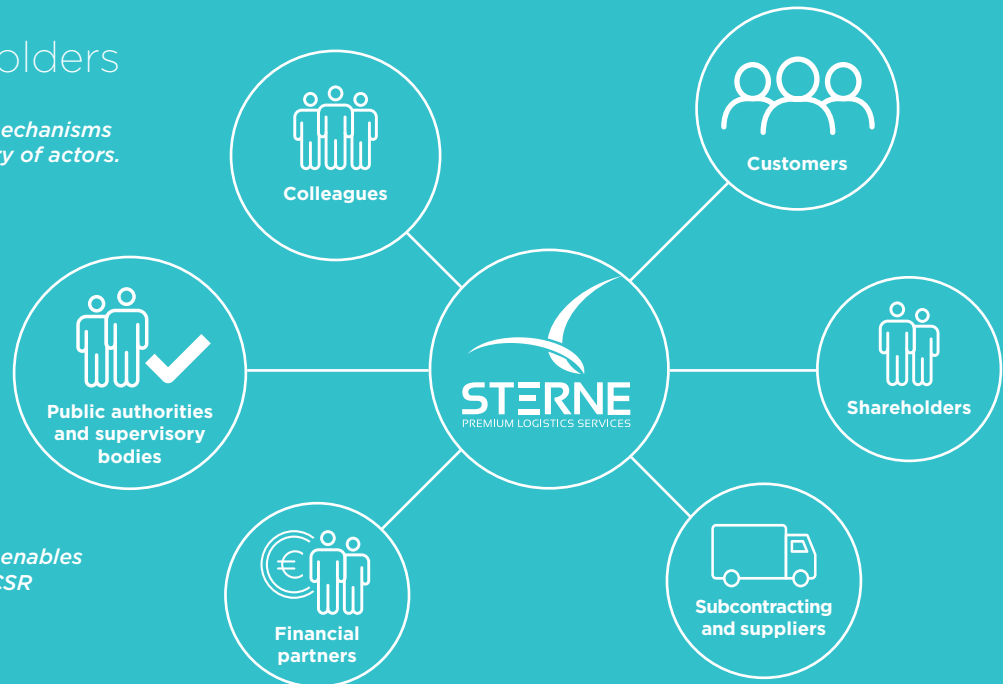 olders
echanisms
y of actors.
Colleagues
Customers
Public authorities
and supervisory
bodies
STERNE
PREMIUM LOGISTICS SERVICES
Shareholders
enables
CSR
Financial
partners
Subcontracting
and suppliers
€